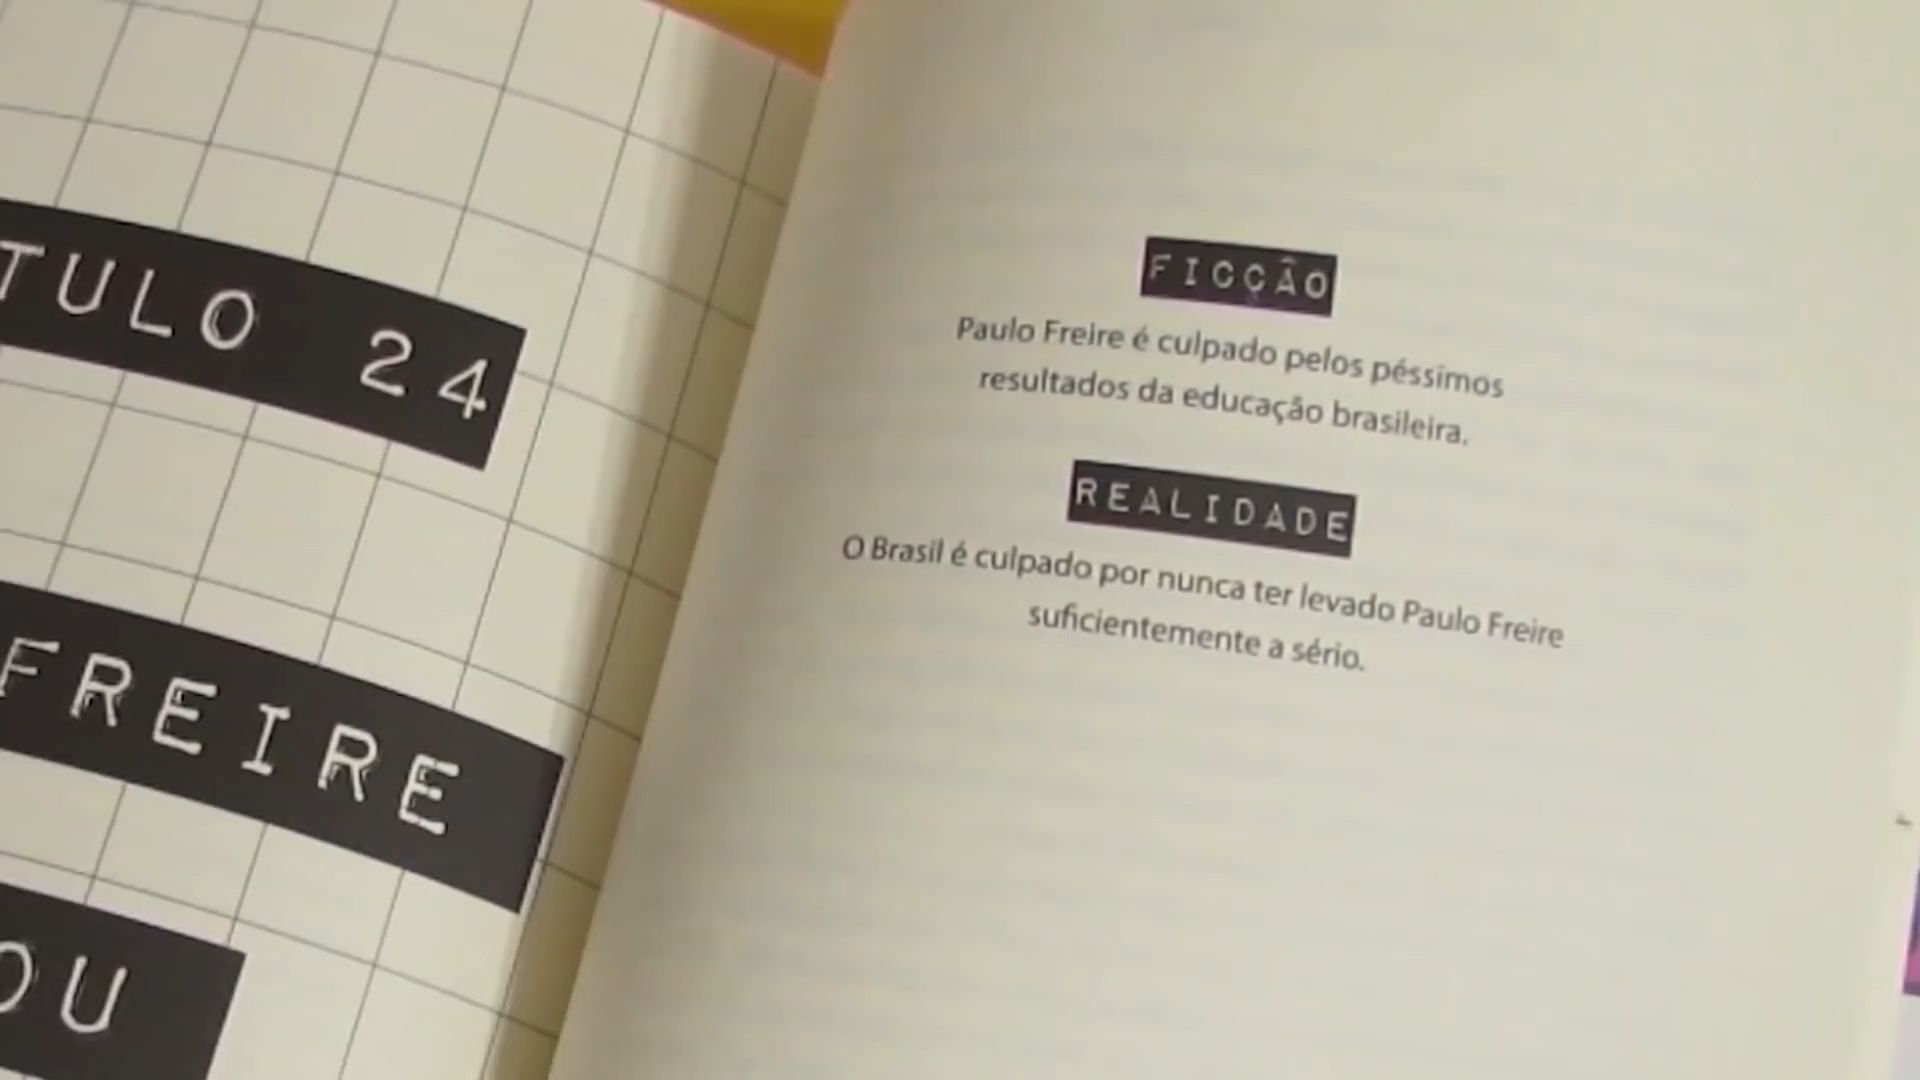 TULO 24
FREIRE
OU
FICÇÃO
Paulo Freire é culpado pelos péssimos
resultados da educação brasileira.
REALIDADE
O Brasil é culpado por nunca ter levado Paulo Freire
suficientemente a sério.